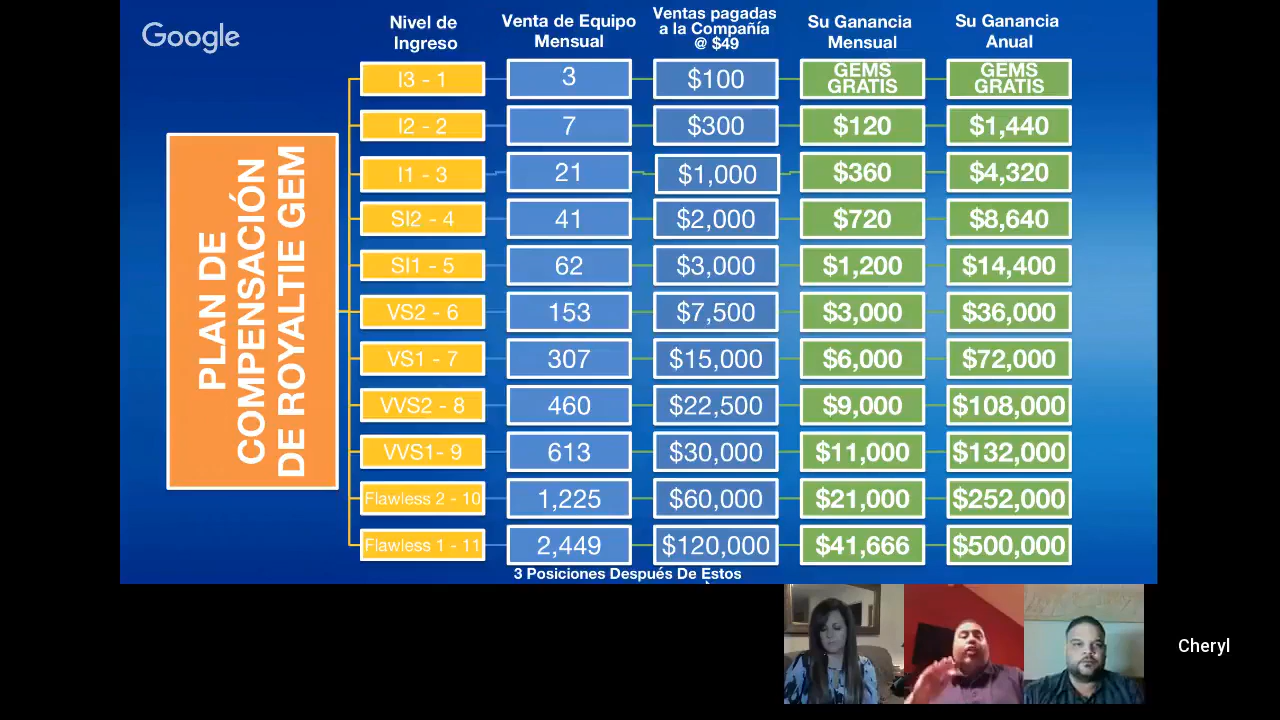 Google
Nivel de
Ingreso
Venta de Equipo
Mensual
Ventas pagadas
a la Compañía
@ $49
Su Ganancia
Mensual
Su Ganancia
Anual
PLAN DE
COMPENSACIÓN
DE ROYALTIE GEM
I3 - 1 3 $100 GEMS GRATIS GEMS GRATIS
I2 - 2 7 $300 $120 $1,440
I1 - 3 21 $1,000 $360 $4,320
SI2 - 4 41 $2,000 $720 $8,640
SI1 - 5 62 $3,000 $1,200 $14,400
VS2 - 6 153 $7,500 $3,000 $36,000
VS1 - 7 307 $15,000 $6,000 $72,000
VVS2 - 8 460 $22,500 $9,000 $108,000
VVS1- 9 613 $30,000 $11,000 $132,000
Flawless 2 - 10 1,225 $60,000 $21,000 $252,000
Flawless 1 - 11 2,449 $120,000 $41,666 $500,000
3 Posiciones Después De Estos
Cheryl